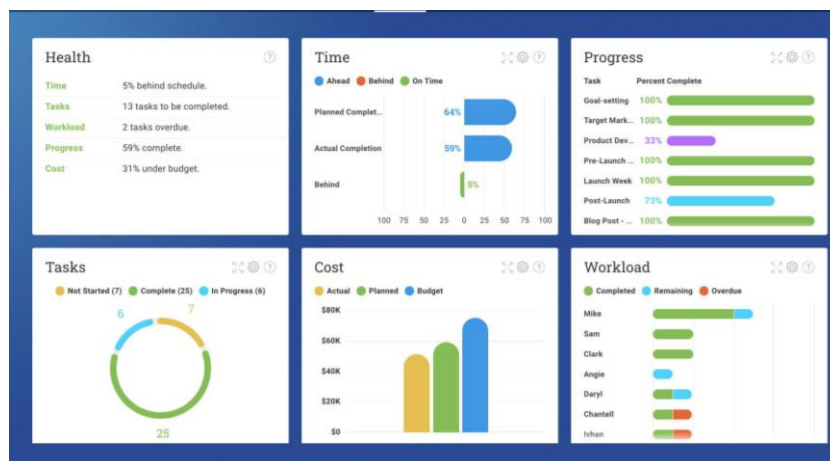 Health
Time 5% behind schedule.
Tasks 13 tasks to be completed.
Workload 2 tasks overdue.
Progress 59% complete.
Cost 31% under budget.
Time
Ahead Behind On Time
Planned Complet... 64%
Actual Completion 59%
Behind 5%
100 75 50 25 0 25 50 75 100
Progress
Task Percent Complete
Goal-setting 100%
Target Mark... 100%
Product Dev... 33%
Pre-Launch ... 100%
Launch Week 100%
Post-Launch 73%
Blog Post - ... 100%
Tasks
Not Started (7) Complete (25) In Progress (6)
6 7
25
Cost
Actual Planned Budget
$80K
$60K
$40K
$20K
$0
Workload
Completed Remaining Overdue
Mike
Sam
Clark
Angie
Daryl
Chantell
Ivhan